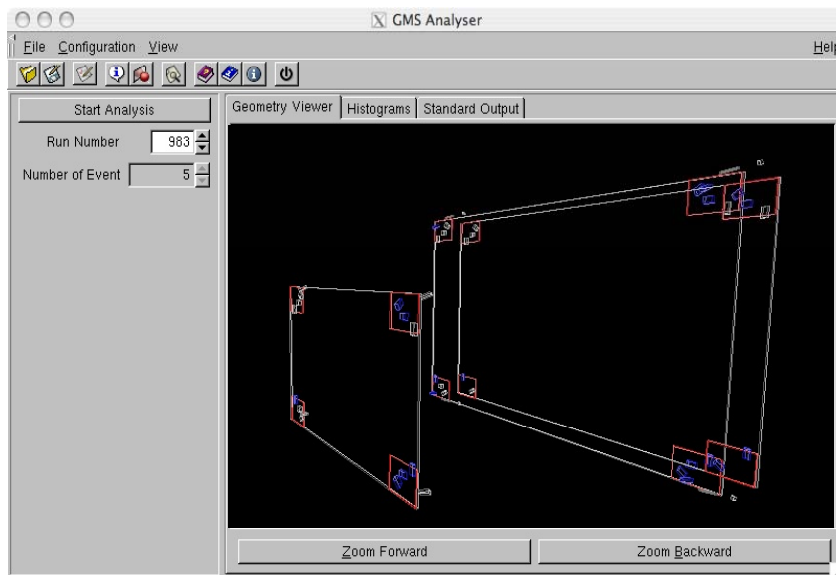 GMS Analyser
File Configuration View Help
Start Analysis
Geometry Viewer Histograms Standard Output
Run Number 983
Number of Event 5
Zoom Forward Zoom Backward